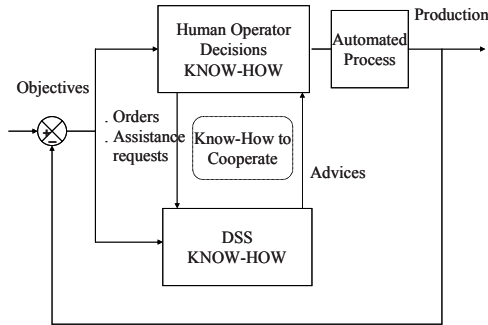 Production
Human Operator
Decisions
KNOW-HOW
Automated
Process
Objectives
+
−
. Orders
. Assistance
requests
Know-How to
Cooperate
Advices
DSS
KNOW-HOW